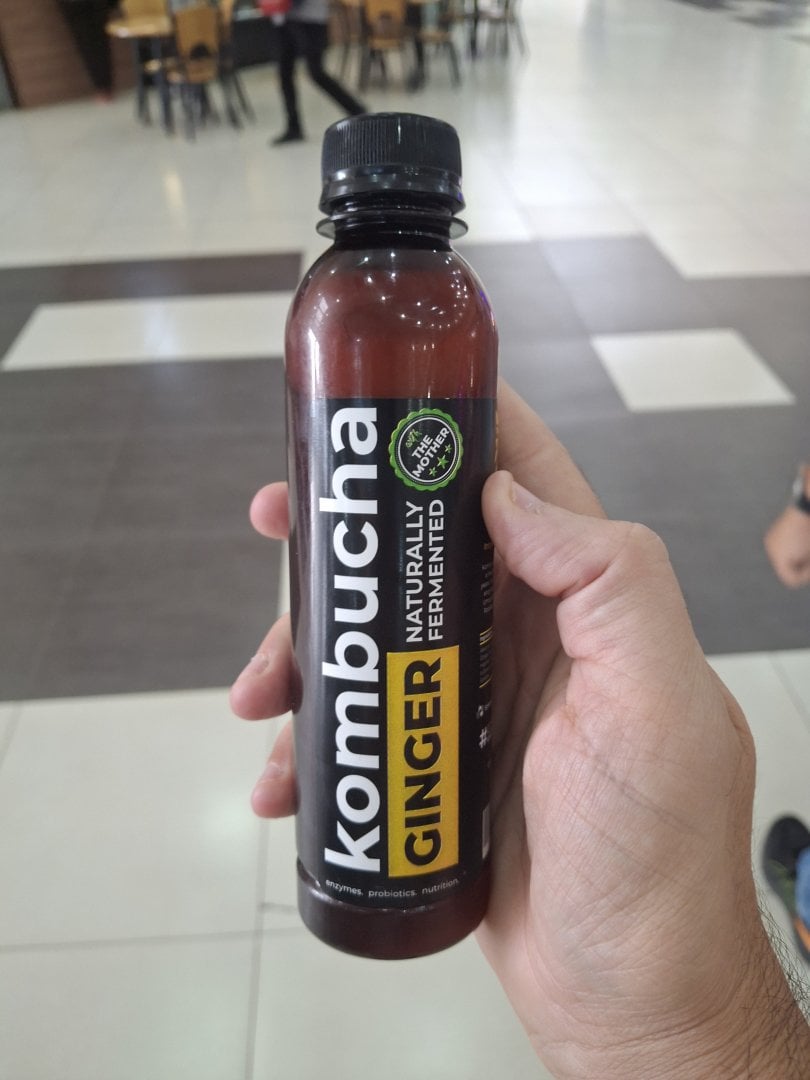 kombucha
GINGER
NATURALLY
FERMENTED
THE
MOTHER
enzymes. probiotics. nutrition.
#